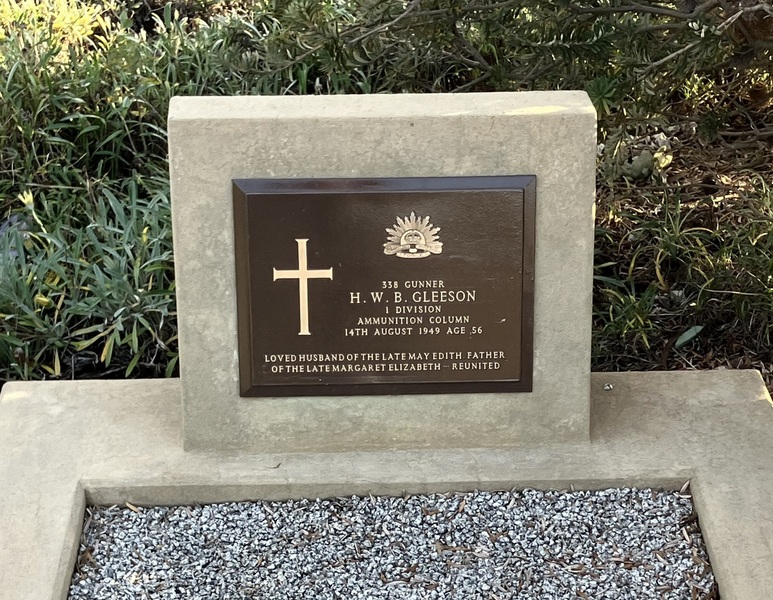 338 GUNNER
H. W. B. GLEESON
1 DIVISION
AMMUNITION COLUMN
14TH AUGUST 1949 AGE 56
LOVED HUSBAND OF THE LATE MAY EDITH. FATHER
OF THE LATE MARGARET ELIZABETH — REUNITED